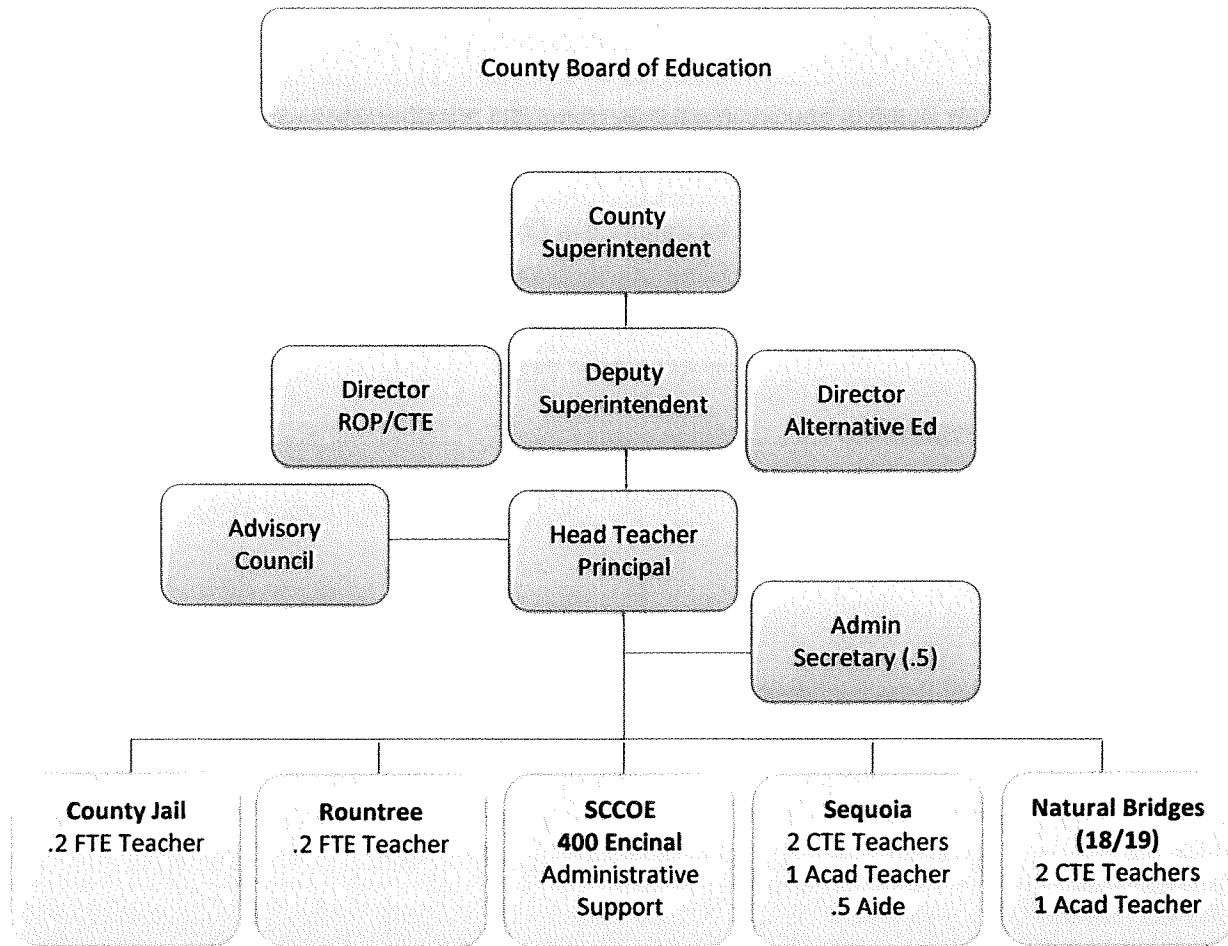 County Board of Education
County
Superintendent
Director
ROP/CTE
Deputy
Superintendent
Director
Alternative Ed
Advisory
Council
Head Teacher
Principal
Admin
Secretary (.5)
County Jail
.2 FTE Teacher
Rountree
.2 FTE Teacher
SCCOE
400 Encinal
Administrative
Support
Sequoia
2 CTE Teachers
1 Acad Teacher
.5 Aide
Natural Bridges
(18/19)
2 CTE Teachers
1 Acad Teacher